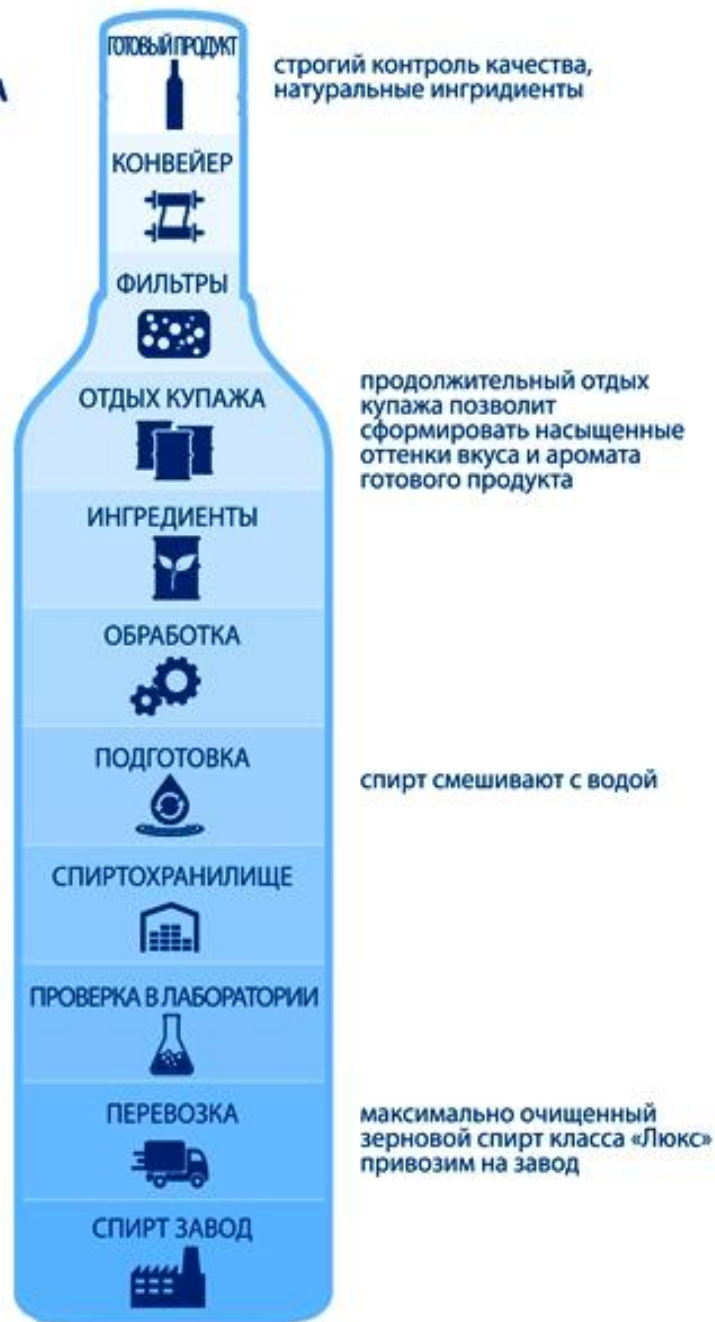 ГОТОВЫЙ ПРОДУКТ
строгий контроль качества,
натуральные ингридиенты
А
КОНВЕЙЕР
ФИЛЬТРЫ
ОТДЫХ КУПАЖА
продолжительный отдых
купажа позволит
сформировать насыщенные
оттенки вкуса и аромата
готового продукта
ИНГРЕДИЕНТЫ
ОБРАБОТКА
ПОДГОТОВКА
спирт смешивают с водой
СПИРТОХРАНИЛИЩЕ
ПРОВЕРКА В ЛАБОРАТОРИИ
ПЕРЕВОЗКА
максимально очищенный
зерновой спирт класса «Люкс»
привозим на завод
СПИРТ ЗАВОД